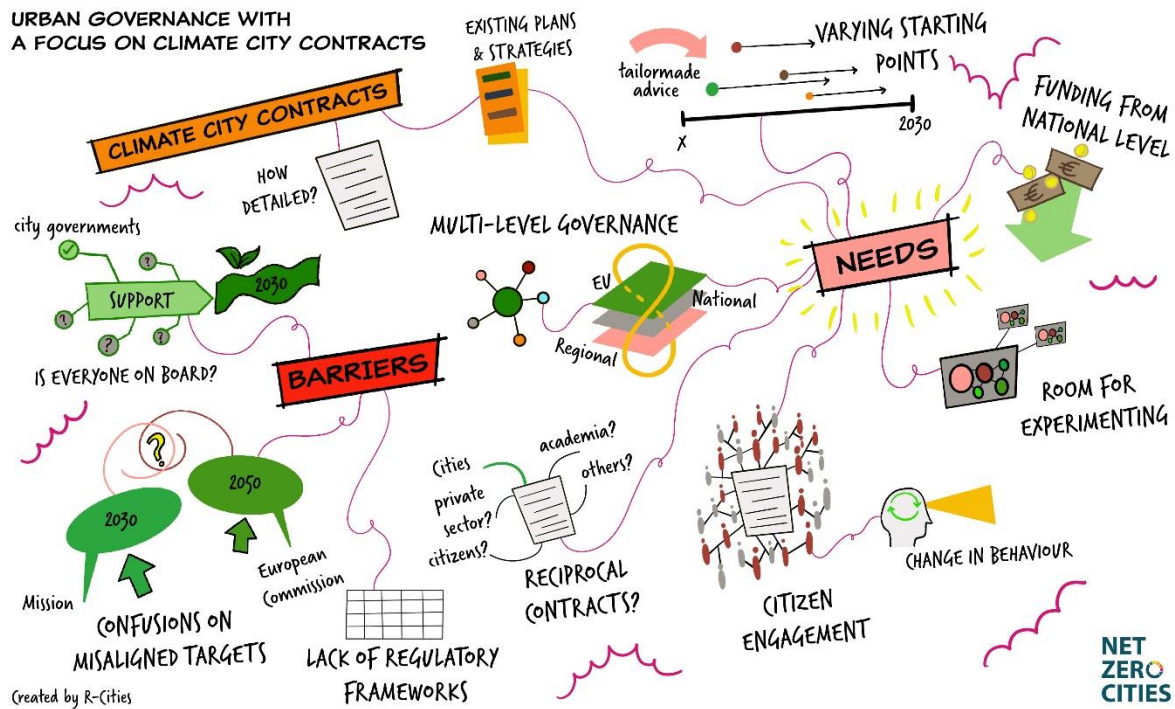 URBAN GOVERNANCE WITH
A FOCUS ON CLIMATE CITY CONTRACTS
CLIMATE CITY CONTRACTS
HOW
DETAILED?
EXISTING PLANS
& STRATEGIES
tailormade
advice
VARYING STARTING
POINTS
X
2030
FUNDING FROM
NATIONAL LEVEL
€
€
NEEDS
MULTI-LEVEL GOVERNANCE
EU
National
Regional
city governments
?
SUPPORT
2030
?
?
?
IS EVERYONE ON BOARD?
BARRIERS
ROOM FOR
EXPERIMENTING
?
2050
2030
Mission
European
Commission
CONFUSIONS ON
MISALIGNED TARGETS
LACK OF REGULATORY
FRAMEWORKS
Cities
private
sector?
citizens?
academia?
others?
RECIPROCAL
CONTRACTS?
CITIZEN
ENGAGEMENT
CHANGE IN BEHAVIOUR
Created by R-Cities
NET
ZERO
CITIES